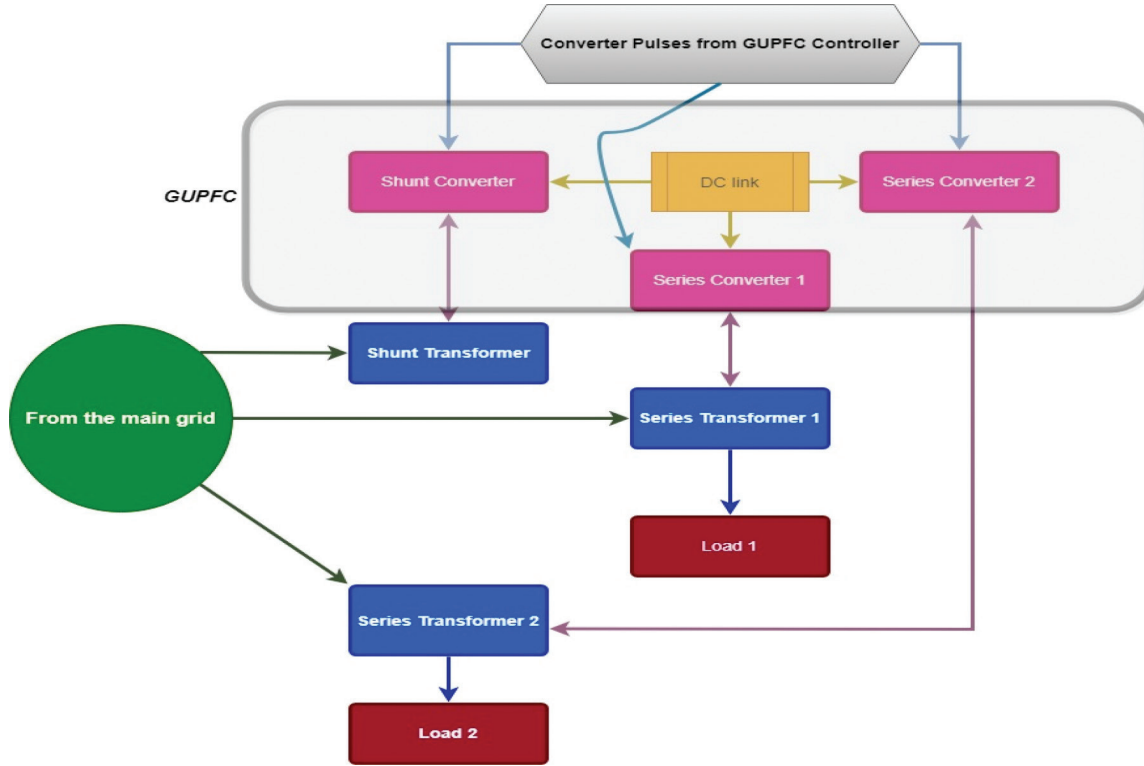 Converter Pulses from GUPFC Controller
GUPFC
Shunt Converter
DC link
Series Converter 2
Series Converter 1
Shunt Transformer
From the main grid
Series Transformer 1
Load 1
Series Transformer 2
Load 2